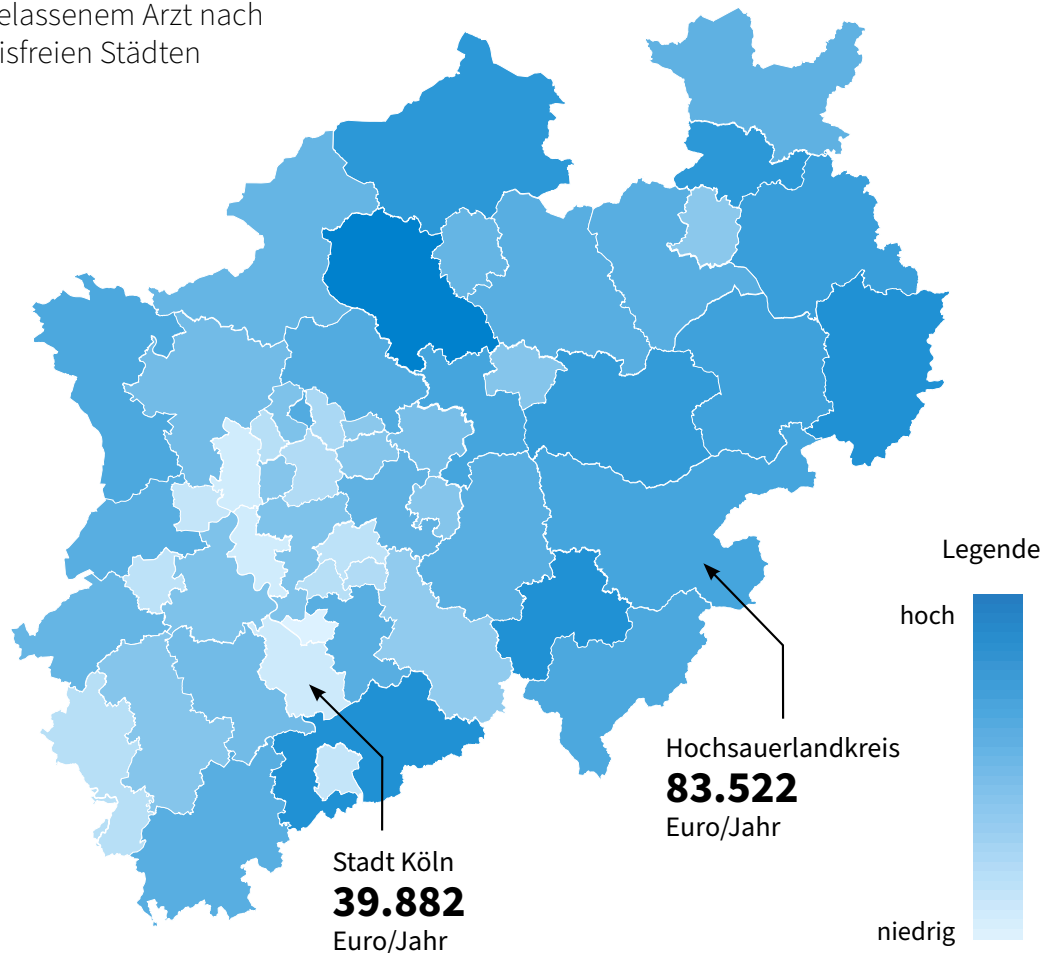 elassenem Arzt nach
isfreien Städten
Legende
hoch
niedrig
Hochsauerlandkreis
83.522
Euro/Jahr
Stadt Köln
39.882
Euro/Jahr